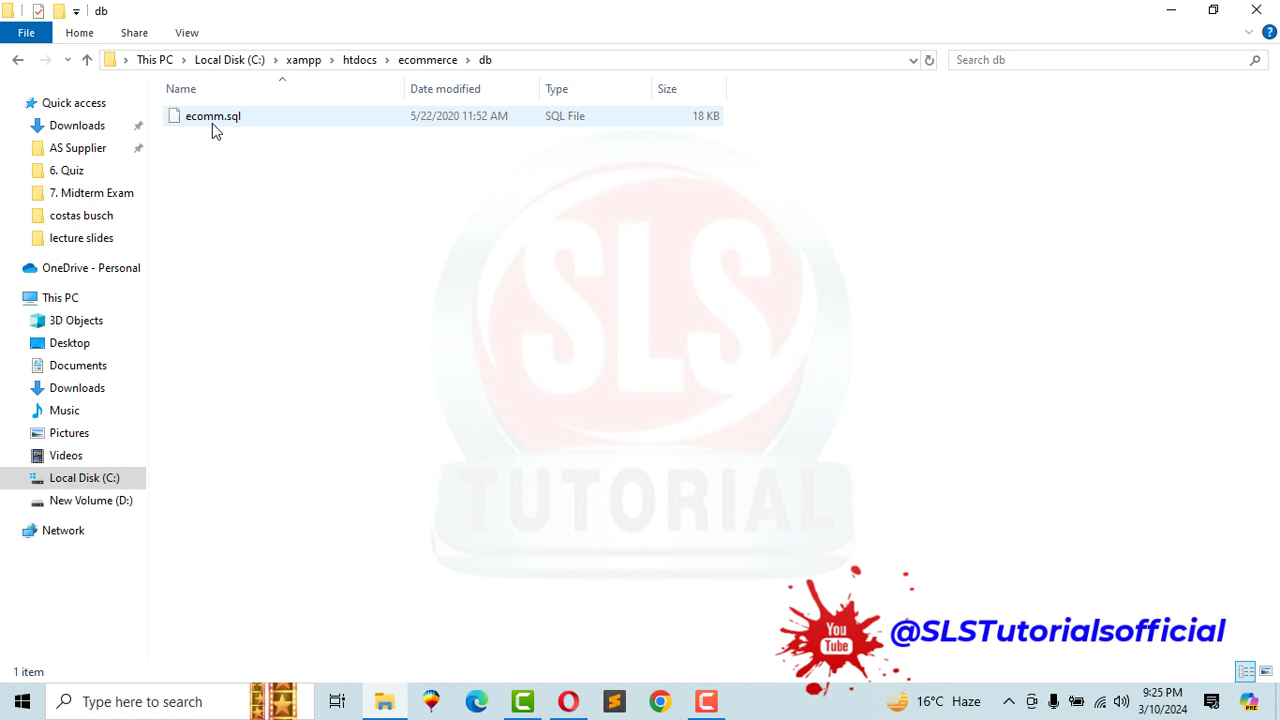 db
File Home Share View
This PC Local Disk (C:) xampp htdocs ecommerce db Search db
Name Date modified Type Size
ecomm.sql 5/22/2020 11:52 AM SQL File 18 KB
Quick access
Downloads
AS Supplier
6. Quiz
7. Midterm Exam
costas busch
lecture slides
OneDrive - Personal
This PC
3D Objects
Desktop
Documents
Downloads
Music
Pictures
Videos
Local Disk (C:)
New Volume (D:)
Network
SLS
TUTORIAL
You
Tube
@SLSTutorialsofficial
1 item
Type here to search
16°C Haze
9:25 PM
3/10/2024
PRE